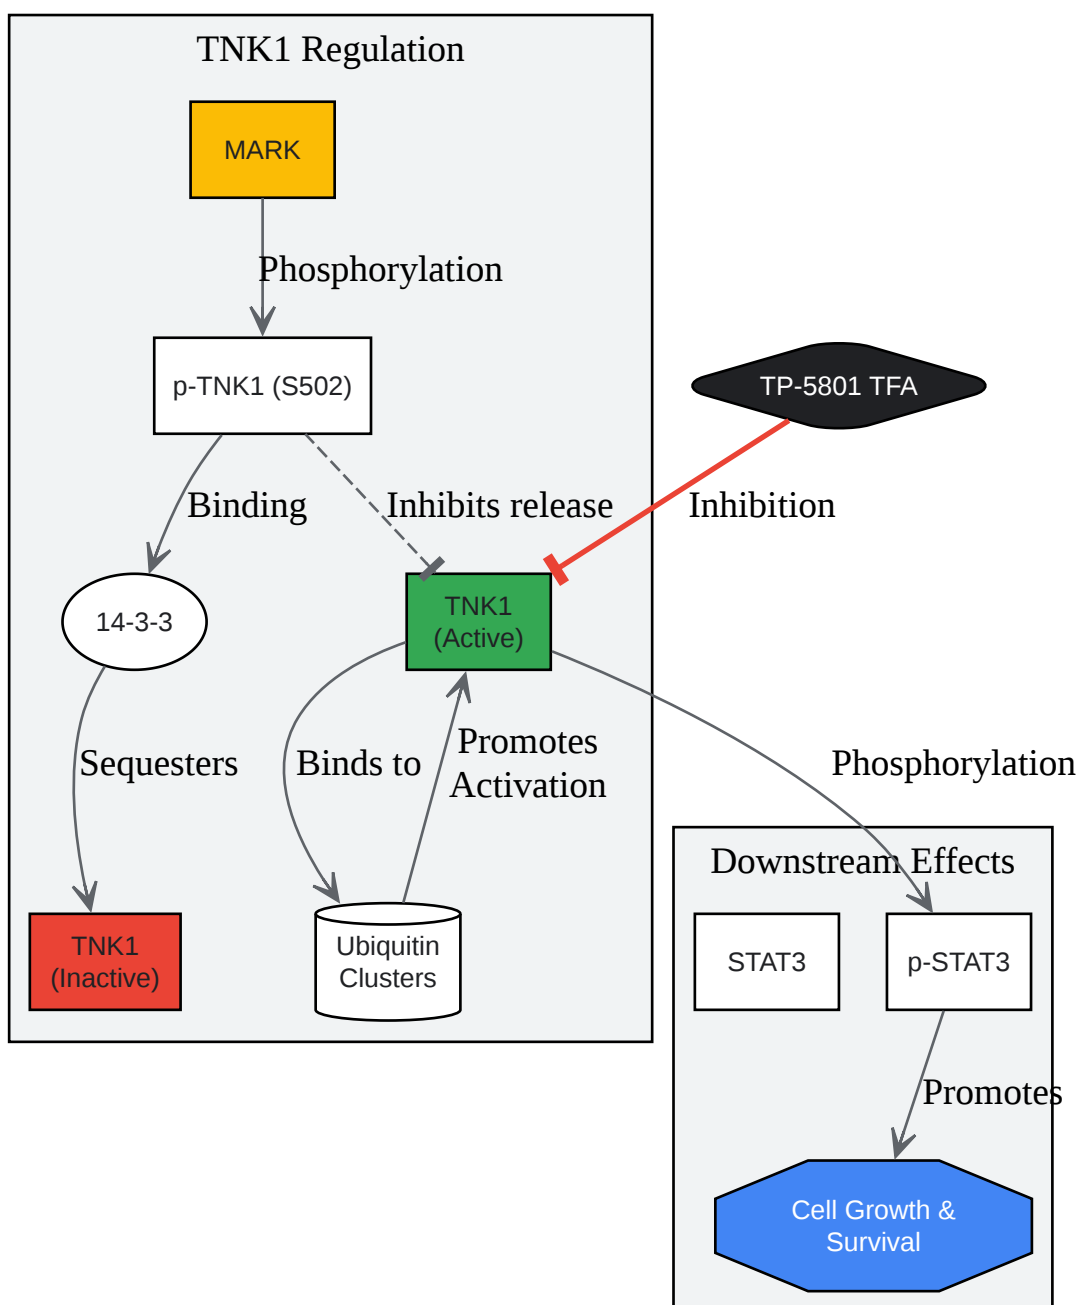 TNK1 Regulation
MARK
Phosphorylation
p-TNK1 (S502)
TP-5801 TFA
Binding
Inhibits release
Inhibition
14-3-3
TNK1
(Active)
Sequesters
Binds to
Promotes
Activation
Phosphorylation
Downstream Effects
TNK1
(Inactive)
Ubiquitin
Clusters
STAT3
p-STAT3
Promotes
Cell Growth &
Survival